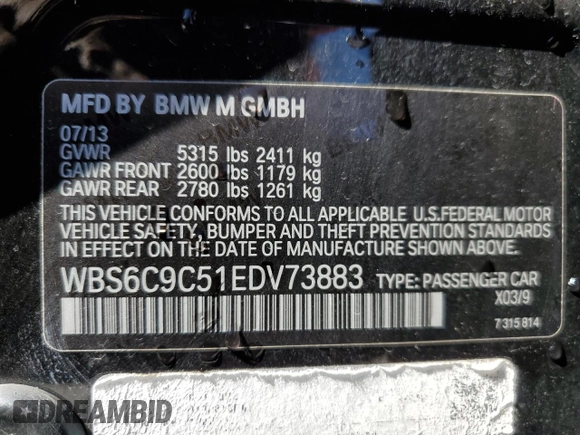 MFD BY BMW M GMBH
07/13
GVWR 5315 lbs 2411 kg
GAWR FRONT 2600 lbs 1179 kg
GAWR REAR 2780 lbs 1261 kg
THIS VEHICLE CONFORMS TO ALL APPLICABLE U.S.FEDERAL MOTOR
VEHICLE SAFETY, BUMPER AND THEFT PREVENTION STANDARDS
IN EFFECT ON THE DATE OF MANUFACTURE SHOWN ABOVE.
WBS6C9C51EDV73883 TYPE: PASSENGER CAR
X03/9
7 315 814
DREAMBID